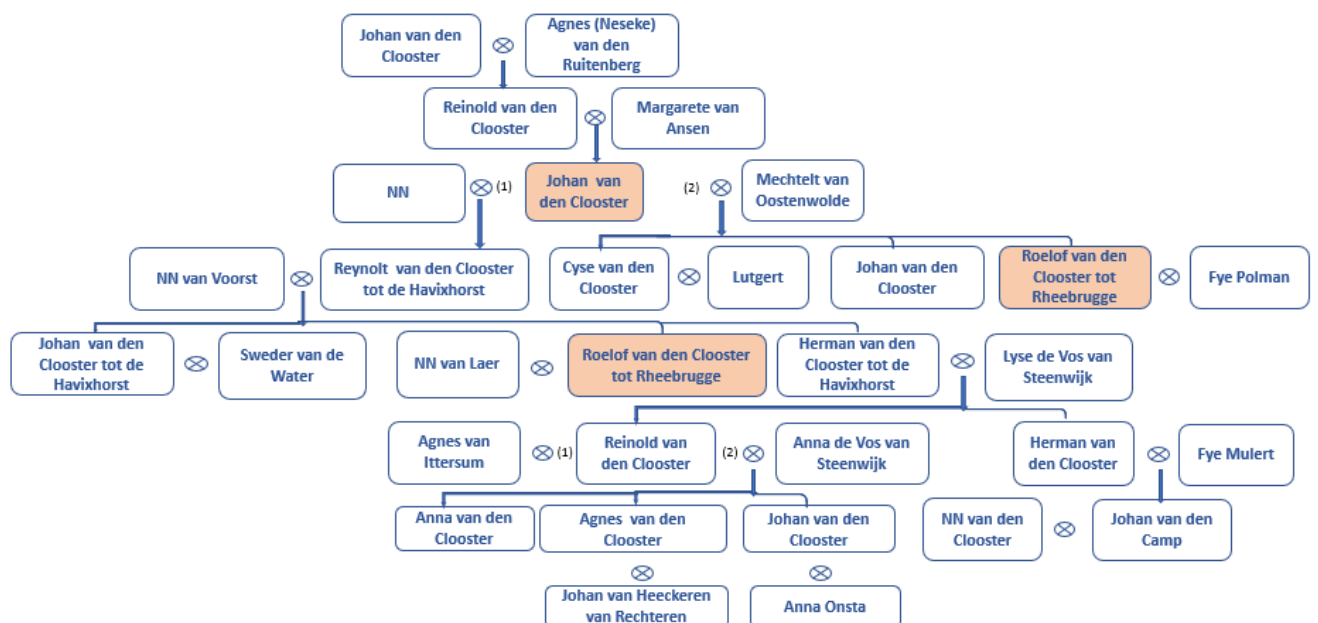 Johan van den
Clooster
Agnes (Neseke)
van den
Ruitenberg
Reinold van den
Clooster
Margarete van
Ansen
NN
(1)
Johan van
den Clooster
(2)
Mechtelt van
Oostenwolde
NN van Voorst
Reynolt van den Clooster
tot de Havixhorst
Cyse van den
Clooster
Lutgert
Johan van den
Clooster
Roelof van den
Clooster tot
Rheebrugge
Fye Polman
Johan van den
Clooster tot de
Havixhorst
Sweder van de
Water
NN van Laer
Roelof van den Clooster
tot Rheebrugge
Herman van den
Clooster tot de
Havixhorst
Lyse de Vos van
Steenwijk
Agnes van
Ittersum
(1)
Reinold van
den Clooster
(2)
Anna de Vos van
Steenwijk
Herman van
den Clooster
Fye Mulert
Anna van den
Clooster
Agnes van den
Clooster
Johan van den
Clooster
NN van den
Clooster
Johan van den
Camp
Johan van Heeckeren
van Rechteren
Anna Onsta